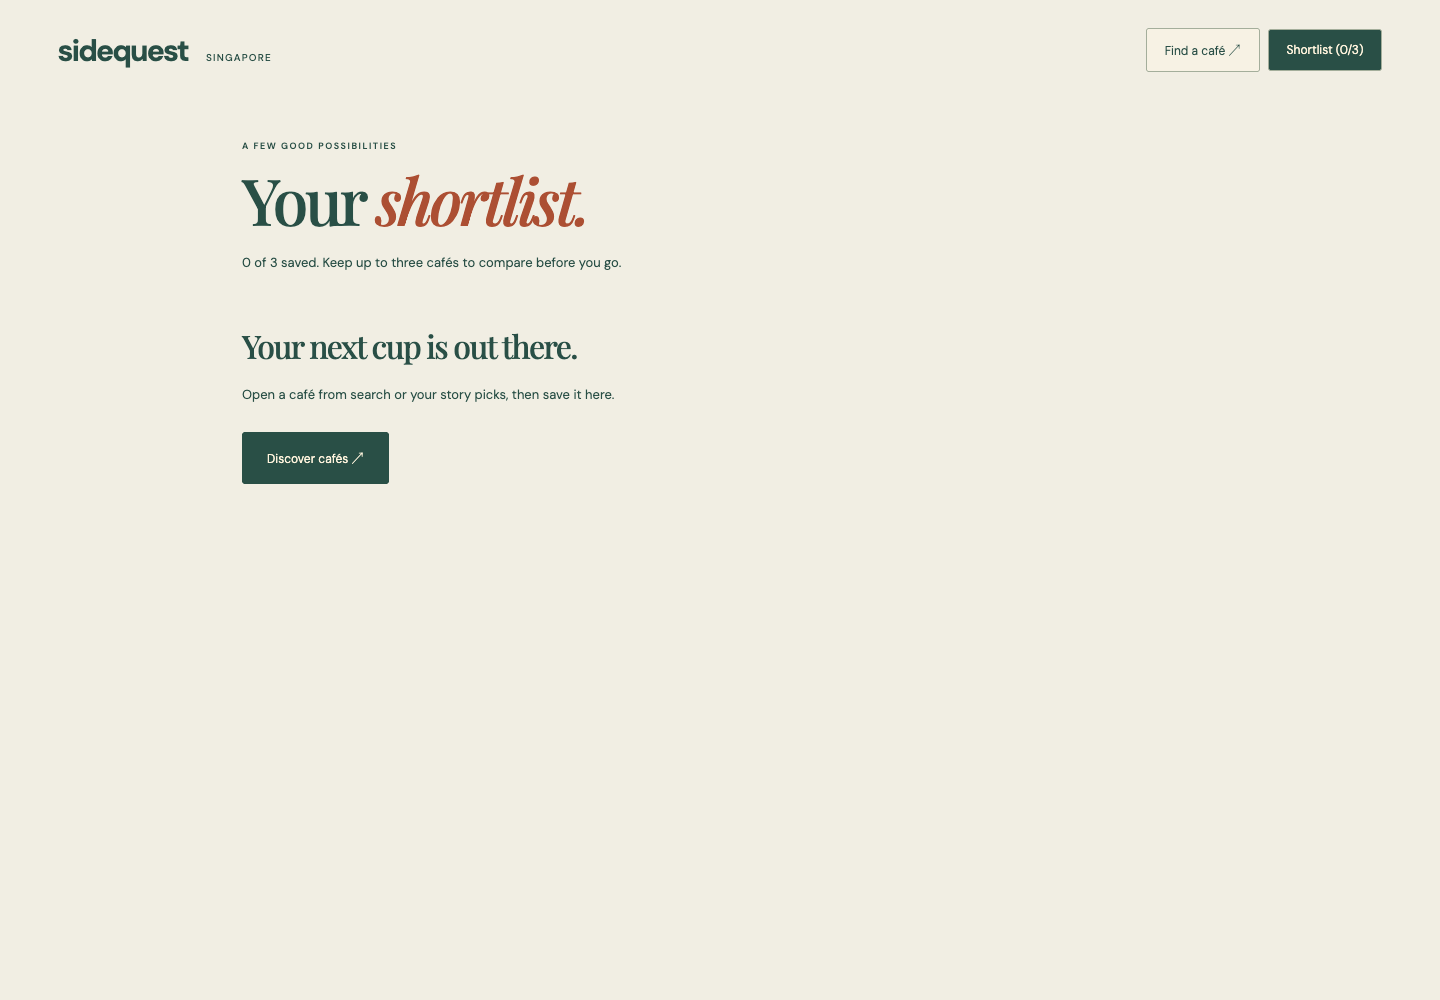 sidequest SINGAPORE
Find a café ↗
Shortlist (0/3)
A FEW GOOD POSSIBILITIES
Your shortlist.
0 of 3 saved. Keep up to three cafés to compare before you go.
Your next cup is out there.
Open a café from search or your story picks, then save it here.
Discover cafés ↗